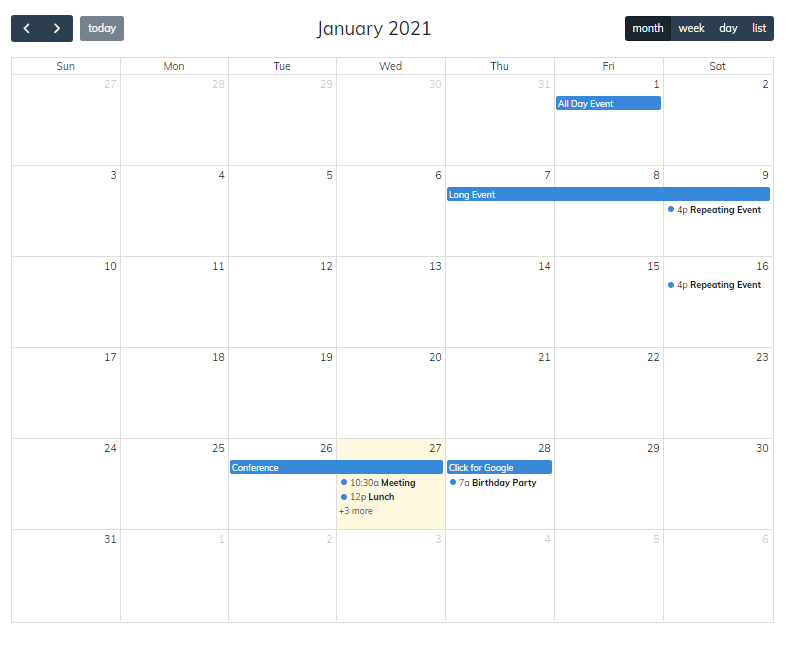 today January 2021 month week day list
Sun Mon Tue Wed Thu Fri Sat
27 28 29 30 31 1 2
All Day Event
3 4 5 6 7 8 9
Long Event
4p Repeating Event
10 11 12 13 14 15 16
4p Repeating Event
17 18 19 20 21 22 23
24 25 26 27 28 29 30
Conference Click for Google
10:30a Meeting 7a Birthday Party
12p Lunch
+3 more
31 1 2 3 4 5 6